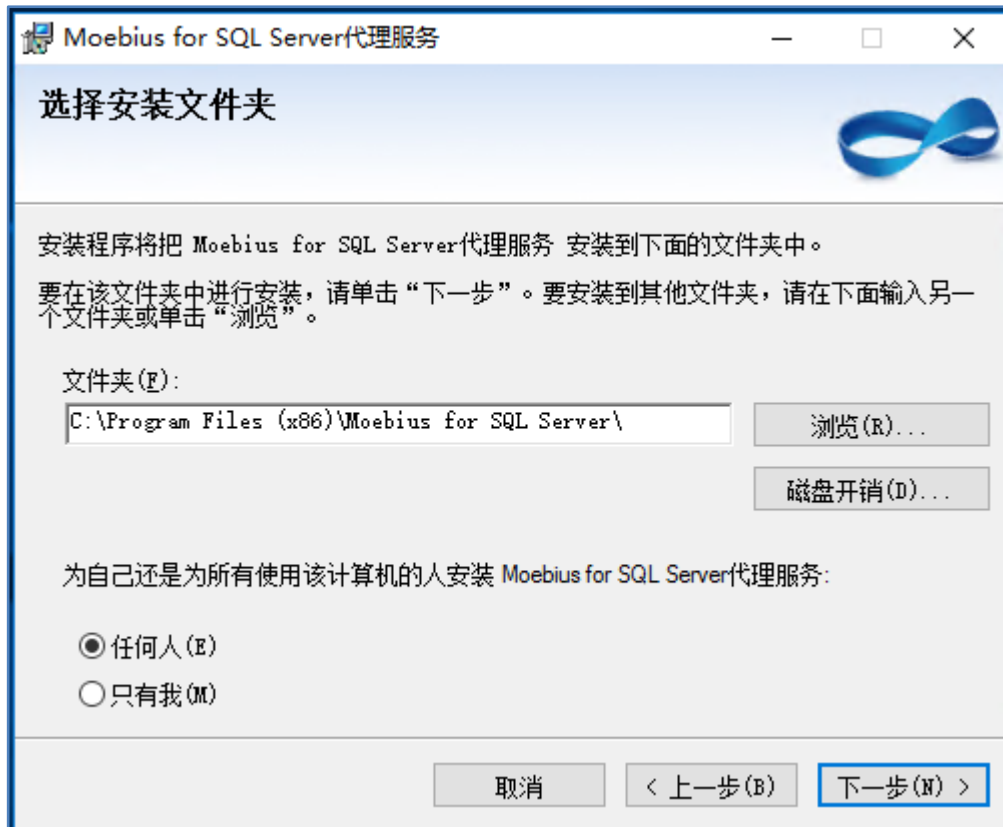 Moebius for SQL Server代理服务
选择安装文件夹
安装程序将把 Moebius for SQL Server代理服务 安装到下面的文件夹中。
要在该文件夹中进行安装，请单击“下一步”。要安装到其他文件夹，请在下面输入另一
个文件夹或单击“浏览”。
文件夹(F):
C:\Program Files (x86)\Moebius for SQL Server\
浏览(R)...
磁盘开销(D)...
为自己还是为所有使用该计算机的人安装 Moebius for SQL Server代理服务:
任何人(E)
只有我(M)
取消
< 上一步(B)
下一步(N) >